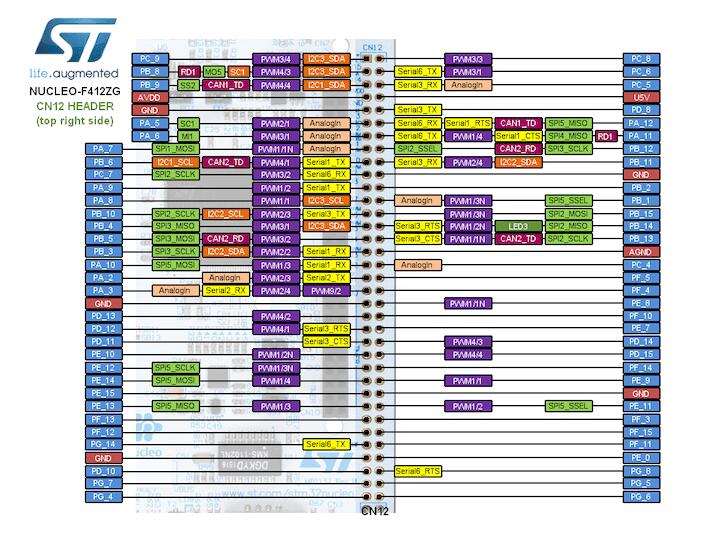 life.augmented
NUCLEO-F412ZG
CN12 HEADER
(top right side)
CN12
PC_9 PWM3/4 I2C3_SDA PWM3/3 PC_8
PB_8 RD1 MO5 SC1 PWM4/3 I2C3_SDA Serial6_TX PWM3/1 PC_6
PB_9 SS2 CAN1_TD PWM4/4 I2C3_SDA Serial3_RX AnalogIn PC_5
AVDD U5V
GND Serial3_TX PD_8
PA_5 SC1 PWM2/1 AnalogIn Serial6_TX Serial1_RTS CAN1_TD SPI5_MISO PA_12
PA_6 MI1 PWM3/1 AnalogIn Serial6_RX PWM1/4 Serial1_CTS SPI4_MISO RD1 PA_11
PA_7 SPI1_MOSI PWM1/1N AnalogIn SPI2_SSEL CAN2_RD SPI3_SCLK PB_12
PB_6 I2C1_SCL CAN2_TD PWM4/1 Serial1_TX Serial3_RX PWM2/4 I2C2_SDA PB_11
PC_7 SPI2_SCLK PWM3/2 Serial6_RX GND
PA_9 PWM1/2 Serial1_TX PB_2
PA_8 PWM1/1 I2C3_SCL AnalogIn PWM1/3N SPI5_SSEL PB_1
PB_10 SPI2_SCLK I2C2_SCL PWM2/3 Serial3_TX PWM1/3N SPI2_MOSI PB_15
PB_4 SPI3_MISO PWM3/1 I2C3_SDA Serial3_RTS PWM1/2N LED3 SPI2_MISO PB_14
PB_5 SPI3_MOSI CAN2_RD PWM3/2 Serial3_CTS PWM1/1N CAN2_TD SPI2_SCLK PB_13
PB_3 SPI3_SCLK I2C2_SDA PWM2/2 Serial1_RX AGND
PA_10 SPI5_MOSI PWM1/3 Serial1_RX AnalogIn PC_4
PA_2 AnalogIn PWM2/3 Serial2_TX PF_5
PA_3 AnalogIn Serial2_RX PWM2/4 PWM9/2 PF_4
GND PWM1/1N PE_8
PD_13 PWM4/2 PF_10
PD_12 PWM4/1 Serial3_RTS PE_7
PD_11 Serial3_CTS PWM4/3 PD_14
PE_10 PWM1/2N PWM4/4 PD_15
PE_12 SPI5_SCLK PWM1/3N PF_14
PE_14 SPI5_MOSI PWM1/4 PWM1/1 PE_9
PE_15 GND
PE_13 SPI5_MISO PWM1/3 PWM1/2 SPI5_SSEL PE_11
PF_13 PF_3
PF_12 PF_15
PG_14 Serial6_TX PF_11
GND PE_0
PD_10 Serial6_RTS PG_8
PG_7 PG_5
PG_4 PG_6
www.st.com/stm32nucleo
CN12